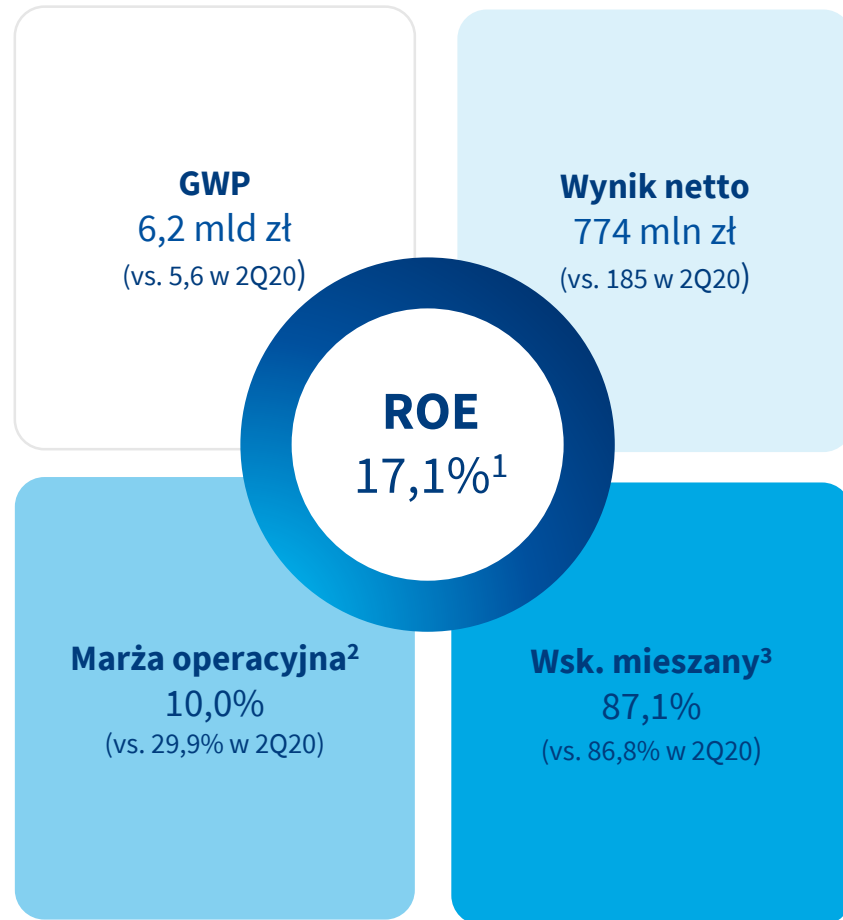 GWP
6,2 mld zł
(vs. 5,6 w 2Q20)
Wynik netto
774 mln zł
(vs. 185 w 2Q20)
ROE
17,1%¹
Marża operacyjna²
10,0%
(vs. 29,9% w 2Q20)
Wsk. mieszany³
87,1%
(vs. 86,8% w 2Q20)